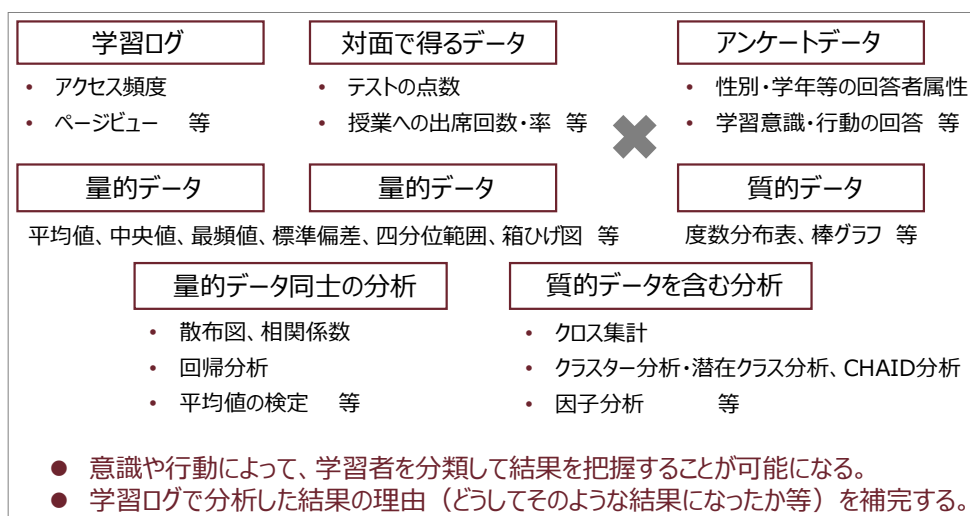 学習ログ 対面で得るデータ アンケートデータ
• アクセス頻度 • テストの点数 • 性別・学年等の回答者属性
• ページビュー 等 • 授業への出席回数・率 等 • 学習意識・行動の回答 等
量的データ 量的データ 質的データ
平均値、中央値、最頻値、標準偏差、四分位範囲、箱ひげ図 等 度数分布表、棒グラフ 等
量的データ同士の分析 質的データを含む分析
• 散布図、相関係数 • クロス集計
• 回帰分析 • クラスター分析・潜在クラス分析、CHAID分析
• 平均値の検定 等 • 因子分析 等
● 意識や行動によって、学習者を分類して結果を把握することが可能になる。
● 学習ログで分析した結果の理由（どうしてそのような結果になったか等）を補完する。